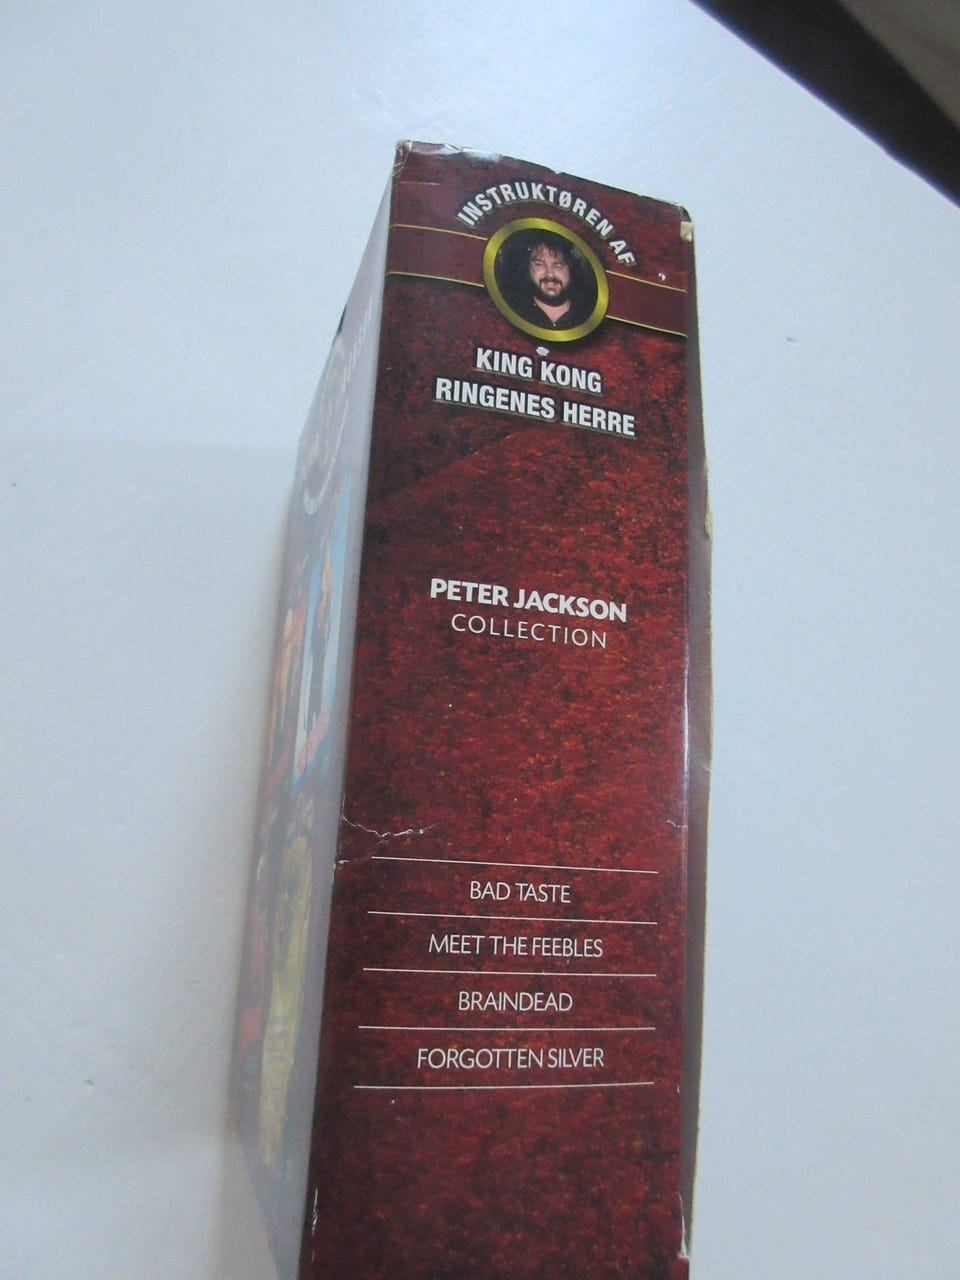 INSTRUKTØREN AF
KING KONG
RINGENES HERRE
PETER JACKSON
COLLECTION
BAD TASTE
MEET THE FEEBLES
BRAINDEAD
FORGOTTEN SILVER